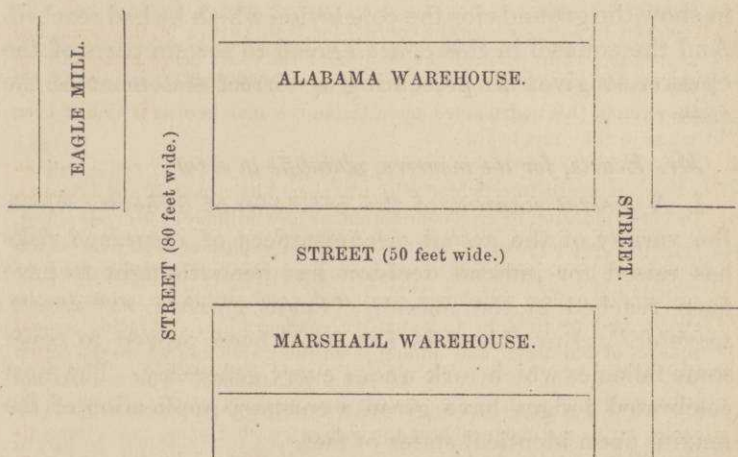 EAGLE MILL.
ALABAMA WAREHOUSE.
STREET (80 feet wide.)
STREET (50 feet wide.)
STREET
MARSHALL WAREHOUSE.